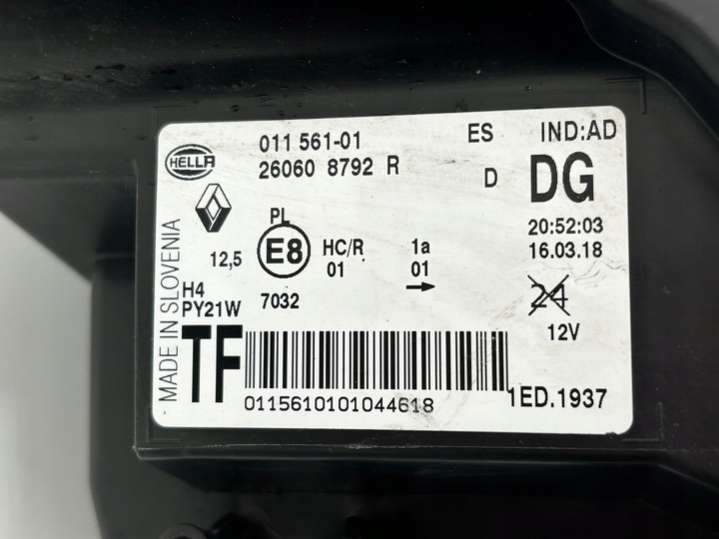 011 561-01 ES IND:AD
HELLA
26060 8792 R D DG
20:52:03
16.03.18
PL
12,5 E8 HC/R 1a
01 01
24
H4
PY21W 7032
12V
MADE IN SLOVENIA
TF
0115610101044618
1ED.1937